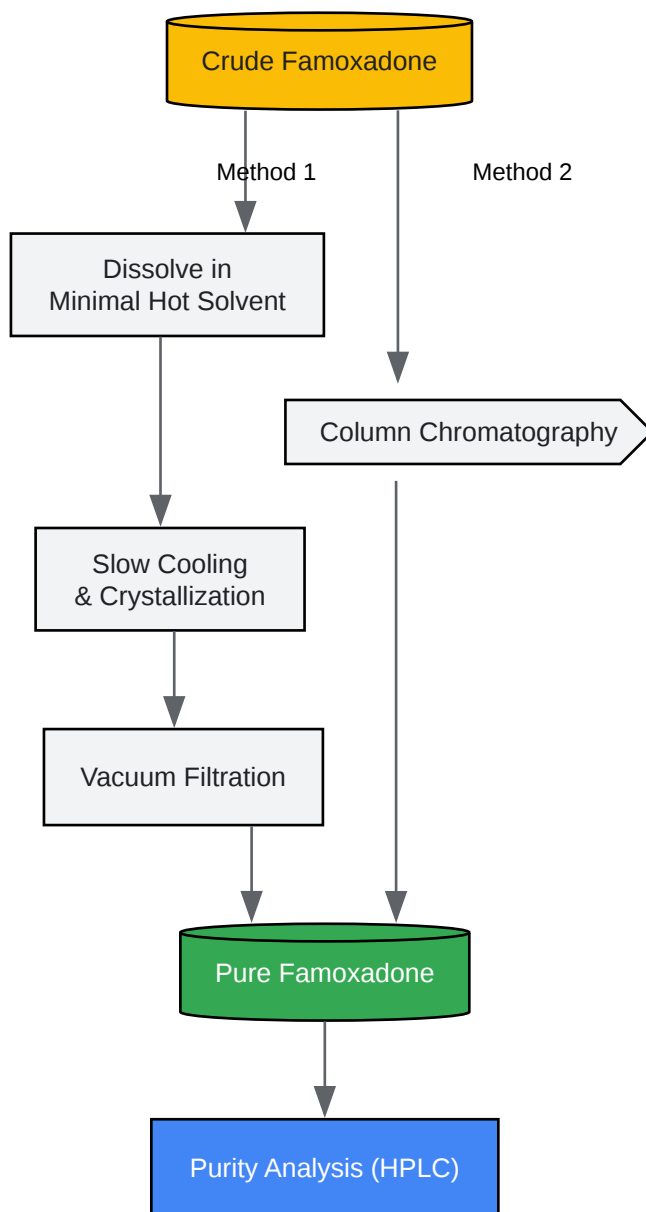 Crude Famoxadone
Method 1
Method 2
Dissolve in
Minimal Hot Solvent
Column Chromatography
Slow Cooling
& Crystallization
Vacuum Filtration
Pure Famoxadone
Purity Analysis (HPLC)